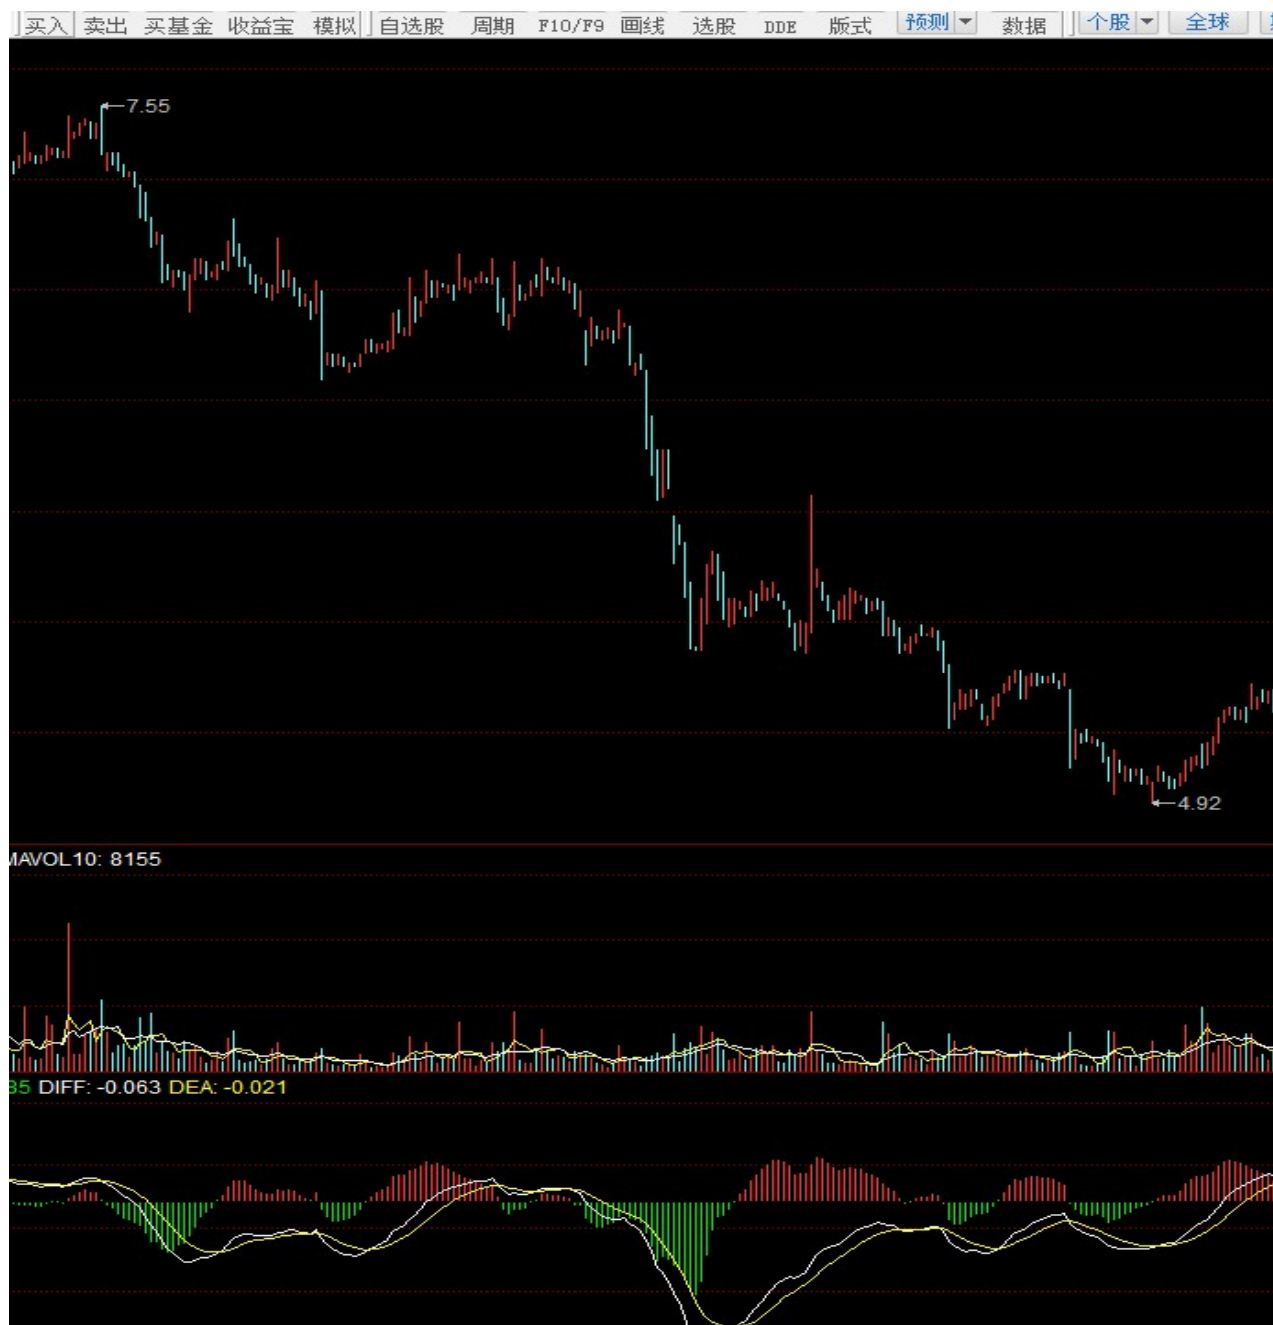 买入 卖出 买基金 收益宝 模拟 自选股 周期 F10/F9 画线 选股 DDE 版式 预测 数据 个股 全球
7.55
4.92
MAVOL10: 8155
35 DIFF: -0.063 DEA: -0.021